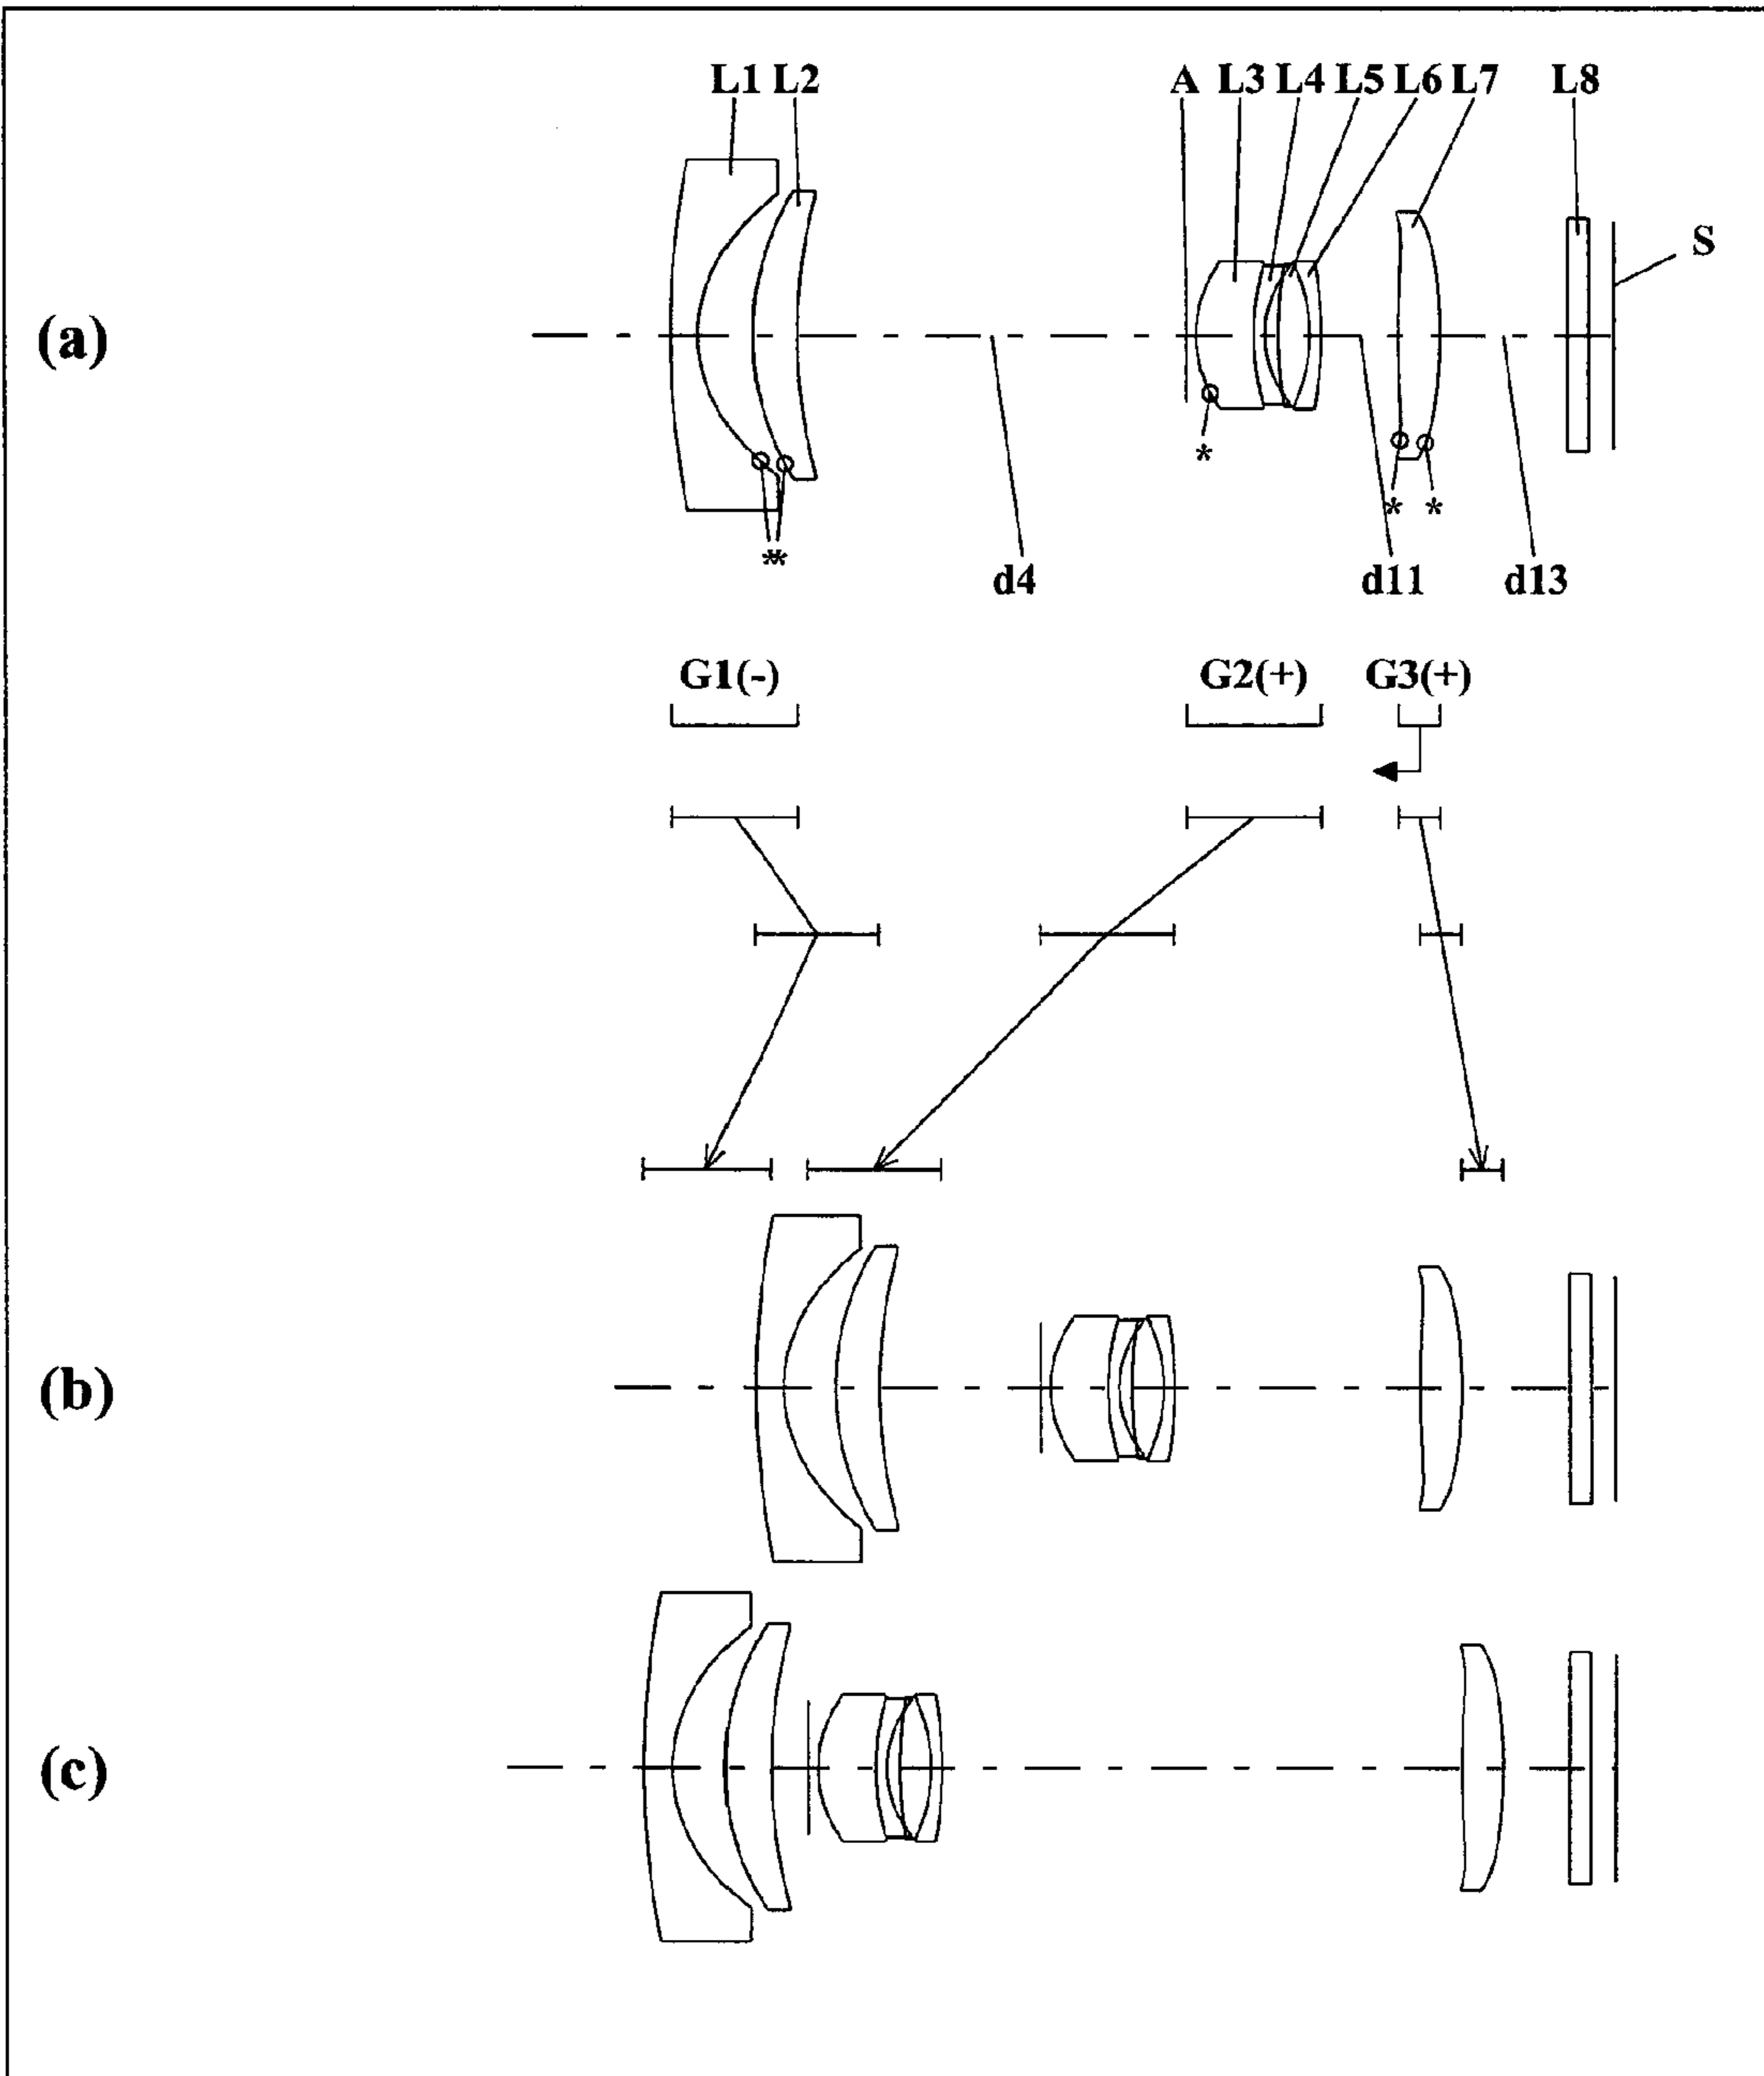 L1 L2 A L3 L4 L5 L6 L7 L8
S
(a)
* * * * *
d4 d11 d13
G1(-) G2(+) G3(+)
(b)
(c)